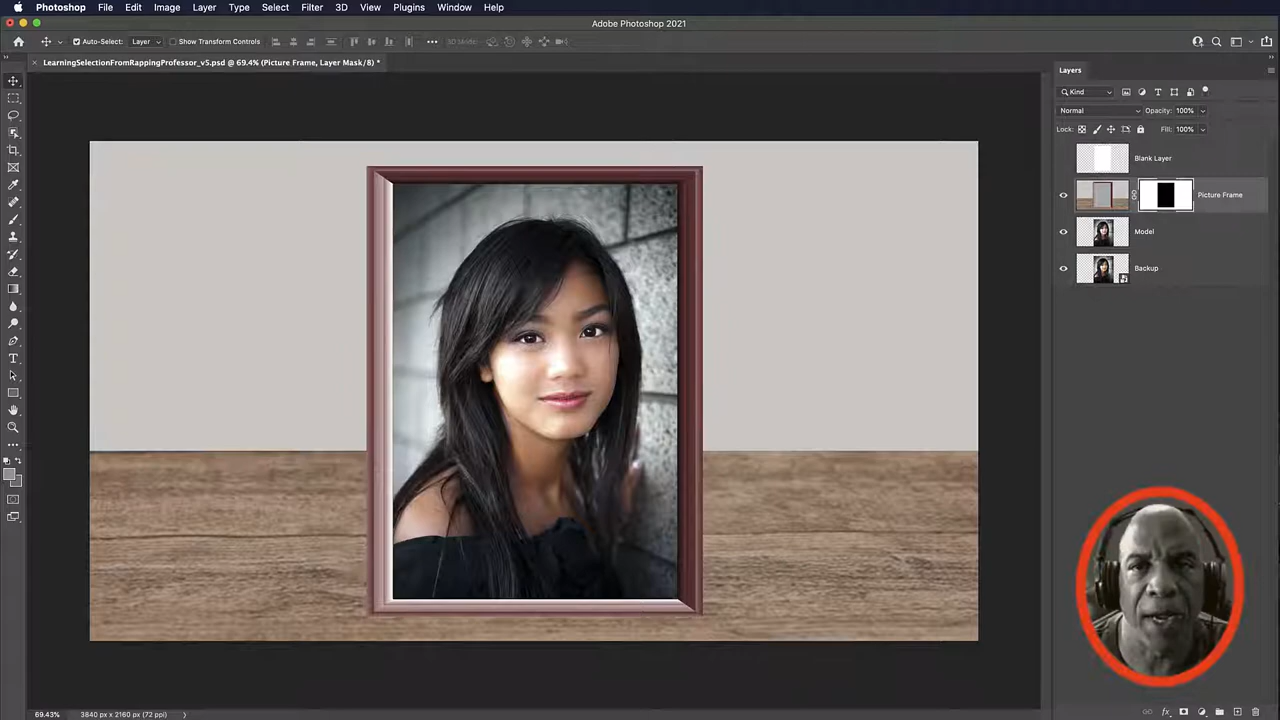 Photoshop File Edit Image Layer Type Select Filter 3D View Plugins Window Help
Adobe Photoshop 2021
Auto-Select: Layer Show Transform Controls 3D Mode:
LearningSelectionFromRappingProfessor_v5.psd @ 69.4% (Picture Frame, Layer Mask/8) *
Layers
Kind
Normal Opacity: 100%
Lock: Fill: 100%
Blank Layer
Picture Frame
Model
Backup
69.43% 3840 px x 2160 px (72 ppi)